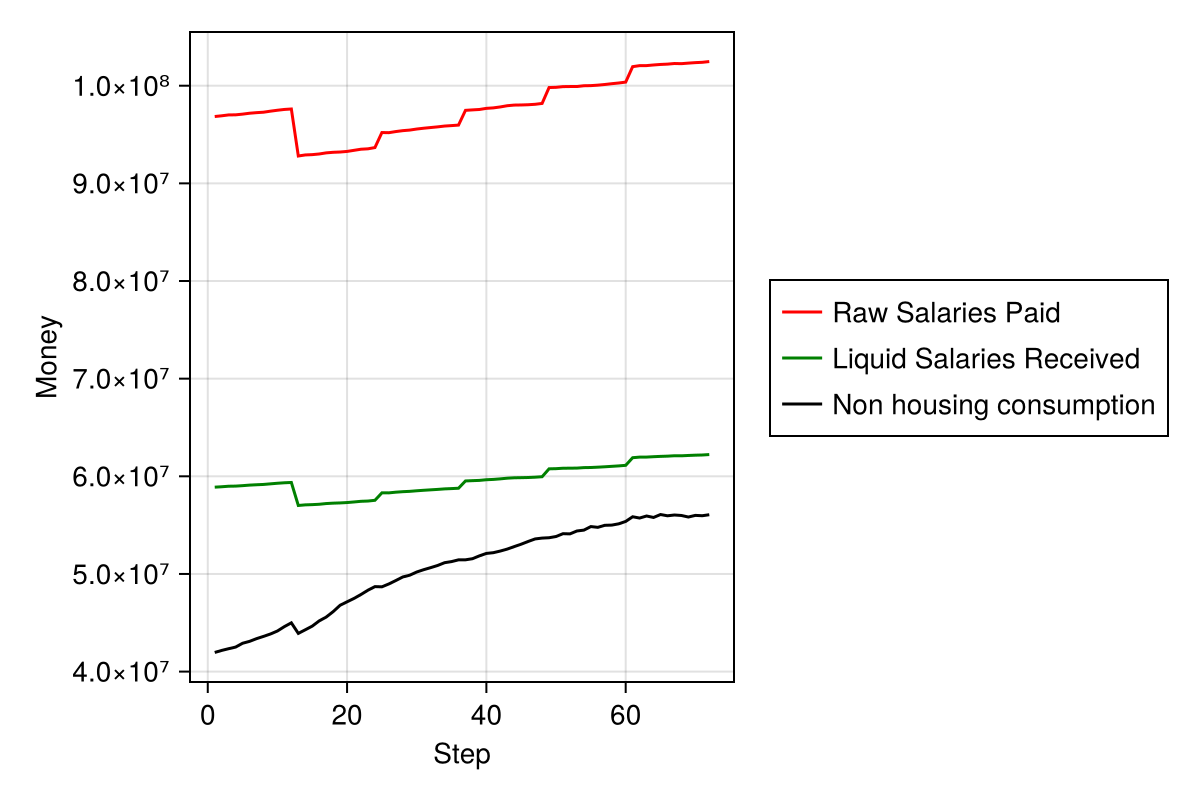 1.0×10⁸
9.0×10⁷
8.0×10⁷
7.0×10⁷
6.0×10⁷
5.0×10⁷
4.0×10⁷
Money
0 20 40 60
Step
Raw Salaries Paid
Liquid Salaries Received
Non housing consumption